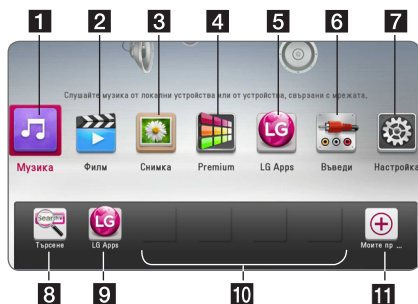 1 2 3 4 5 6 7
Слушайте музика от локални устройства или от устройства, свързани с мрежата.
LG
Музика Филм Снимка Premium LG Apps Въведи Настройка
Search LG
Търсене LG Apps Моите пр ...
8 9 10 11